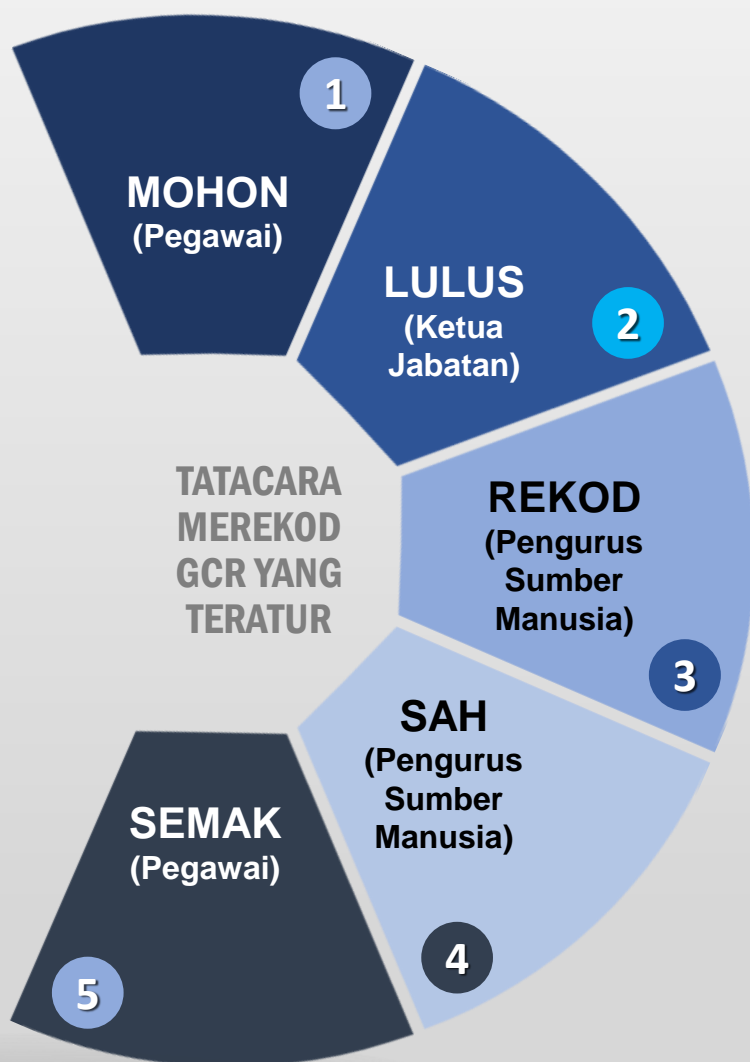 1
MOHON
(Pegawai)
LULUS
(Ketua
Jabatan)
2
TATACARA
MEREKOD
GCR YANG
TERATUR
REKOD
(Pengurus
Sumber
Manusia)
3
SAH
(Pengurus
Sumber
Manusia)
4
SEMAK
(Pegawai)
5